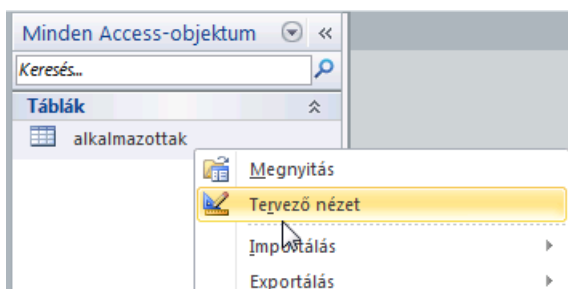 Minden Access-objektum
Keresés...
Táblák
alkalmazottak
Megnyitás
Tervező nézet
Importálás
Exportálás